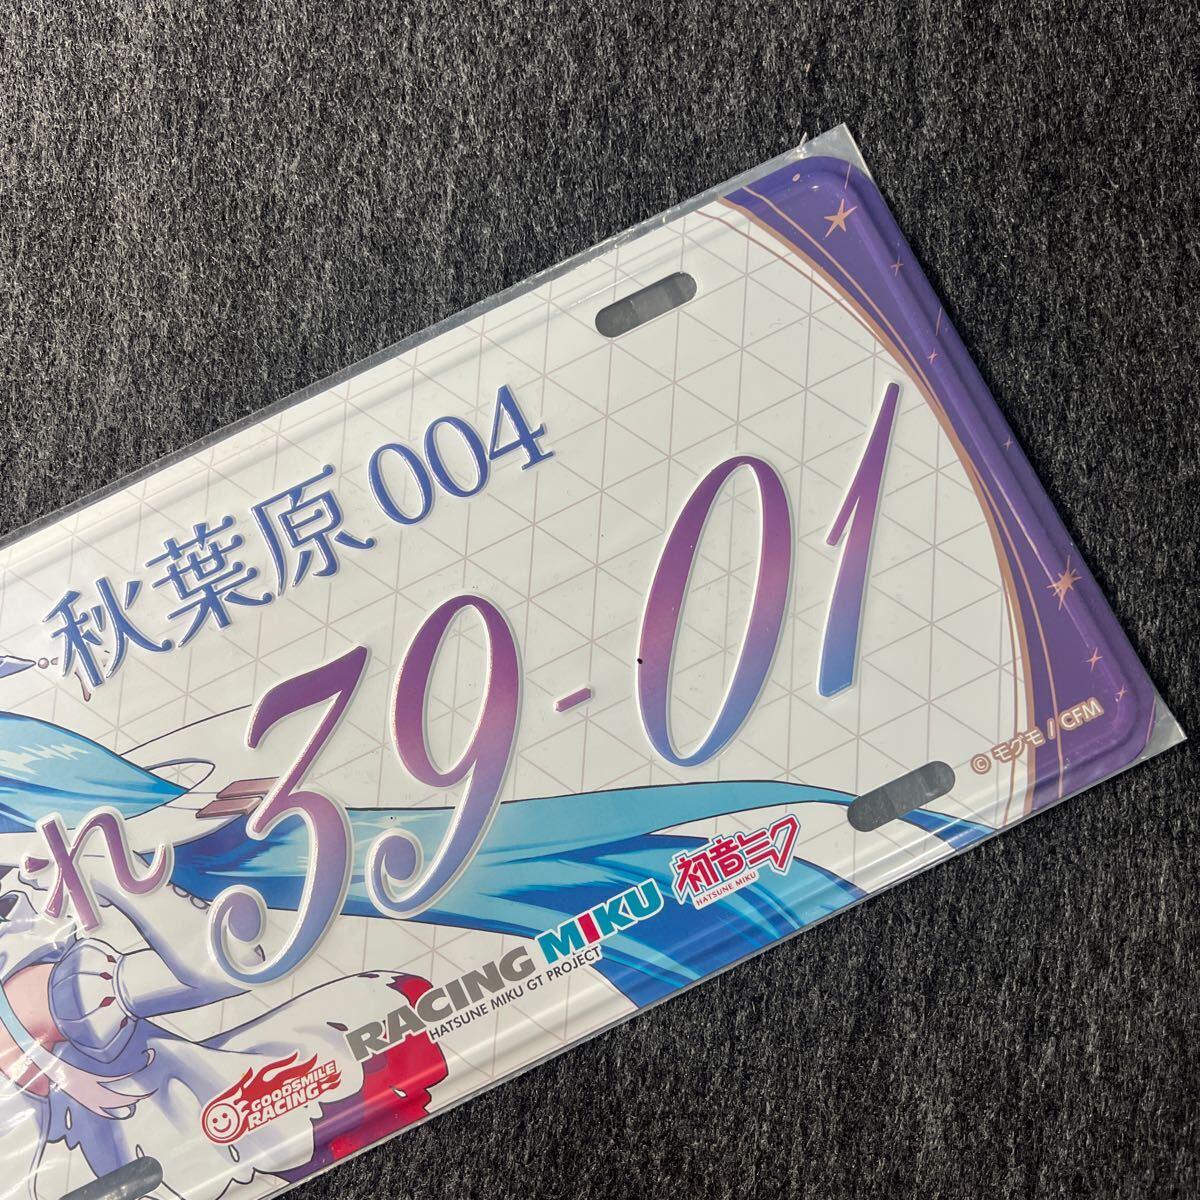 秋葉原 004
れ 39-01
© モグモ / CFM
初音ミク
HATSUNE MIKU
RACING MIKU
HATSUNE MIKU GT PROJECT
GOODSMILE
RACING